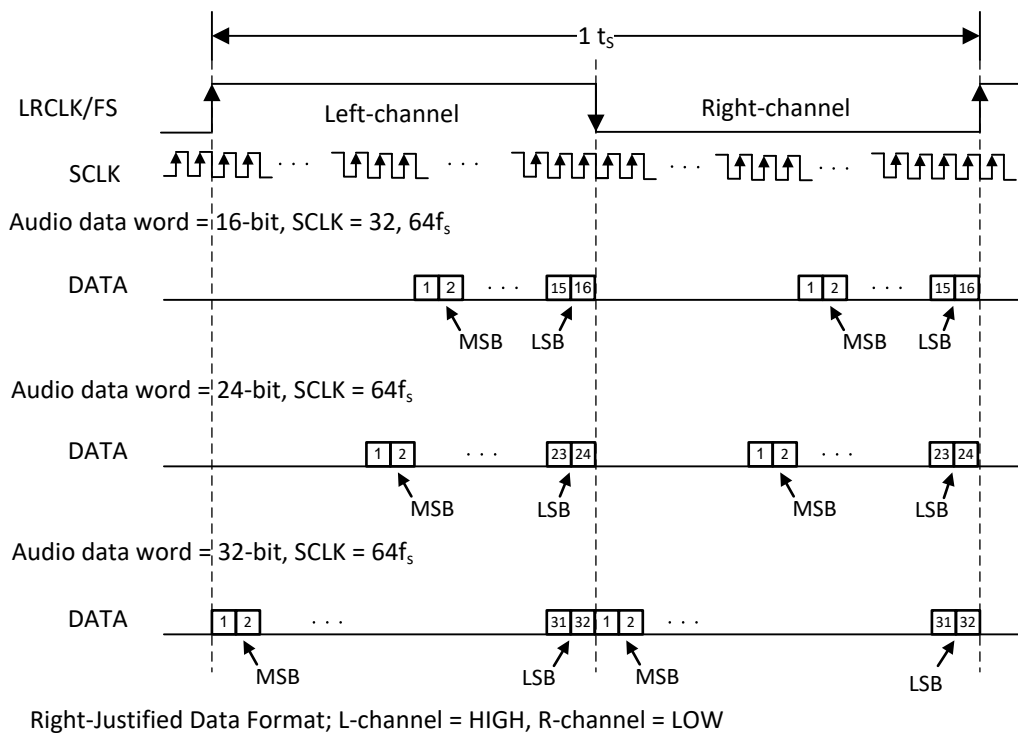 1 tS
LRCLK/FS
Left-channel
Right-channel
SCLK
. . .
. . .
. . .
. . .
Audio data word = 16-bit, SCLK = 32, 64fs
DATA
1 2 . . . 15 16 1 2 . . . 15 16
MSB LSB MSB LSB
Audio data word = 24-bit, SCLK = 64fs
DATA
1 2 . . . 23 24 1 2 . . . 23 24
MSB LSB MSB LSB
Audio data word = 32-bit, SCLK = 64fs
DATA
1 2 . . . 31 32 1 2 . . . 31 32
MSB LSB MSB LSB
Right-Justified Data Format; L-channel = HIGH, R-channel = LOW